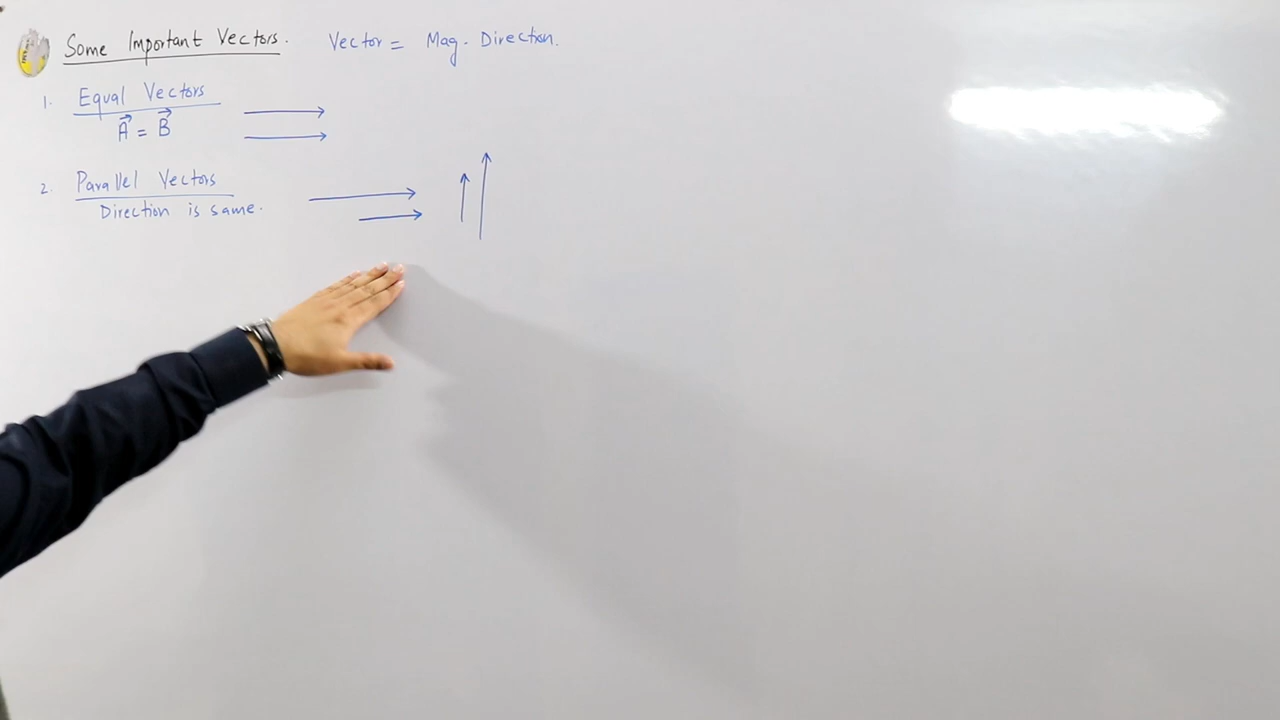 Some Important Vectors. Vector = Mag. Direction.
1. Equal Vectors
A⃗ = B⃗
2. Parallel Vectors
Direction is same.